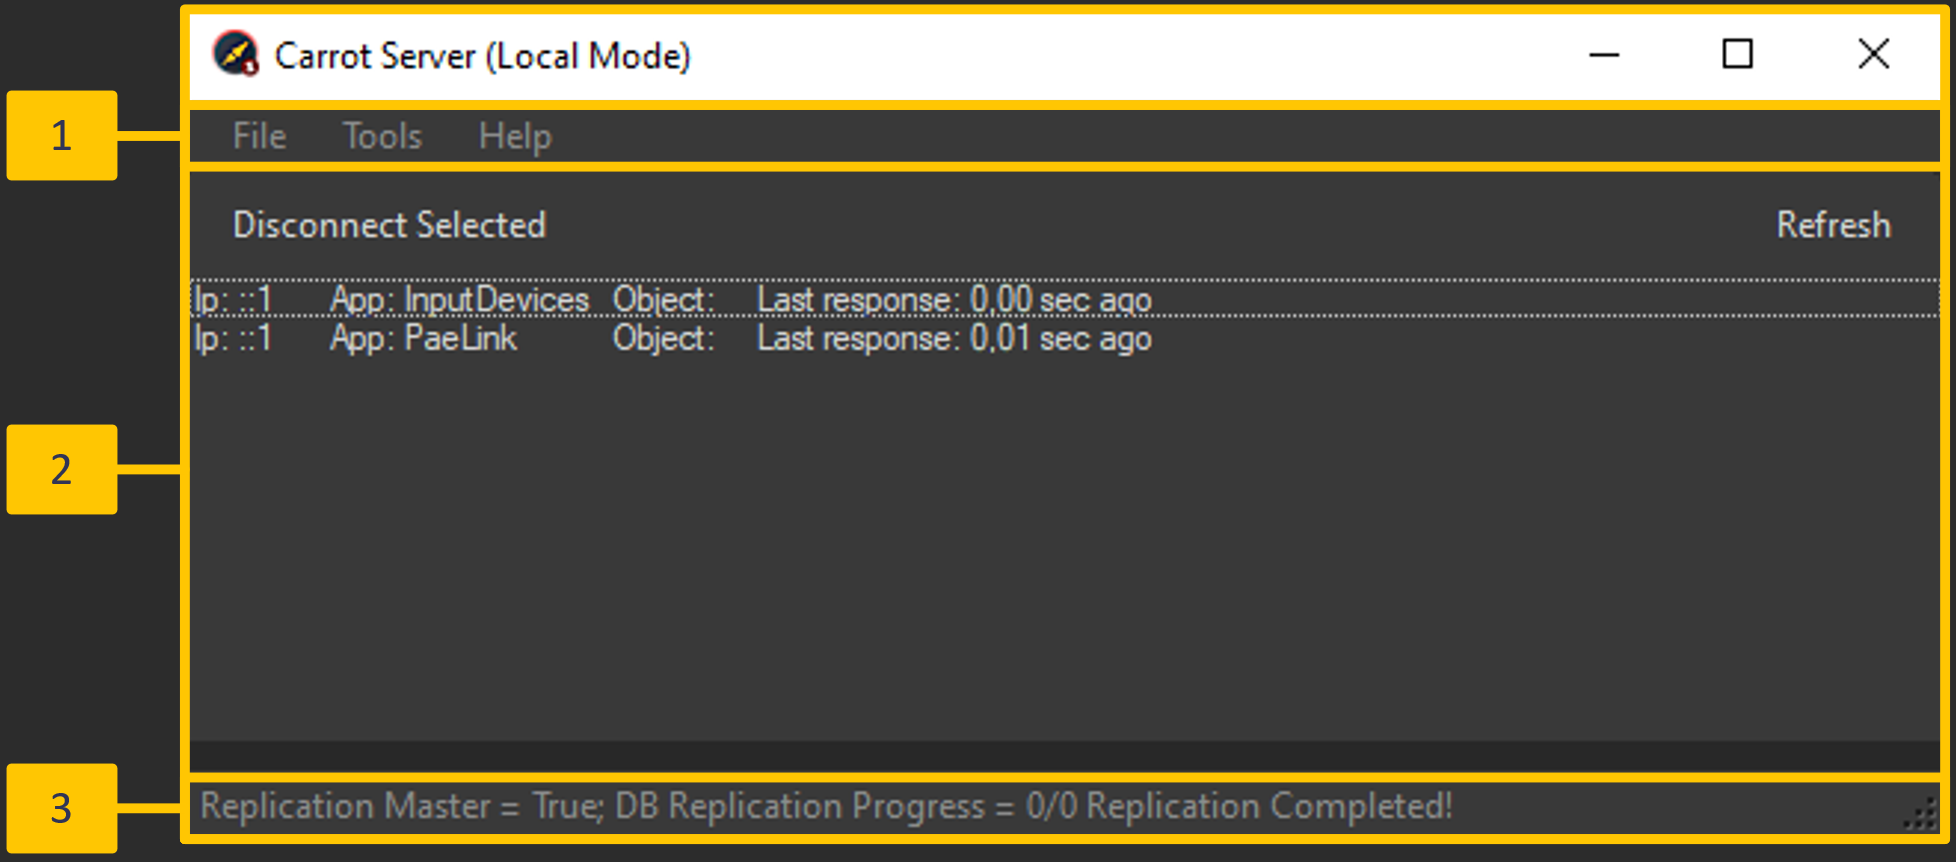 Carrot Server (Local Mode)
1
File Tools Help
Disconnect Selected Refresh
Ip: ::1 App: InputDevices Object: Last response: 0,00 sec ago
Ip: ::1 App: PaeLink Object: Last response: 0,01 sec ago
2
3
Replication Master = True; DB Replication Progress = 0/0 Replication Completed!